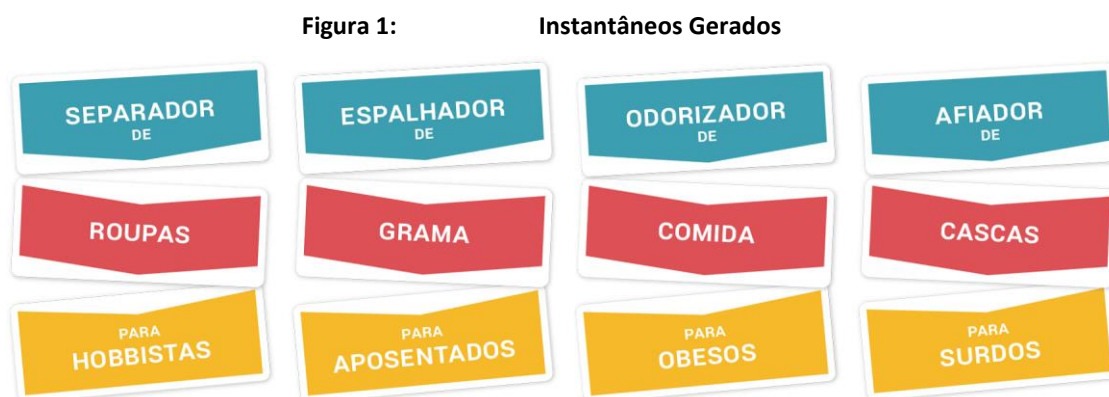 Figura 1: Instantâneos Gerados
SEPARADOR
DE
ROUPAS
PARA
HOBBISTAS
ESPALHADOR
DE
GRAMA
PARA
APOSENTADOS
ODORIZADOR
DE
COMIDA
PARA
OBESOS
AFIADOR
DE
CASCAS
PARA
SURDOS